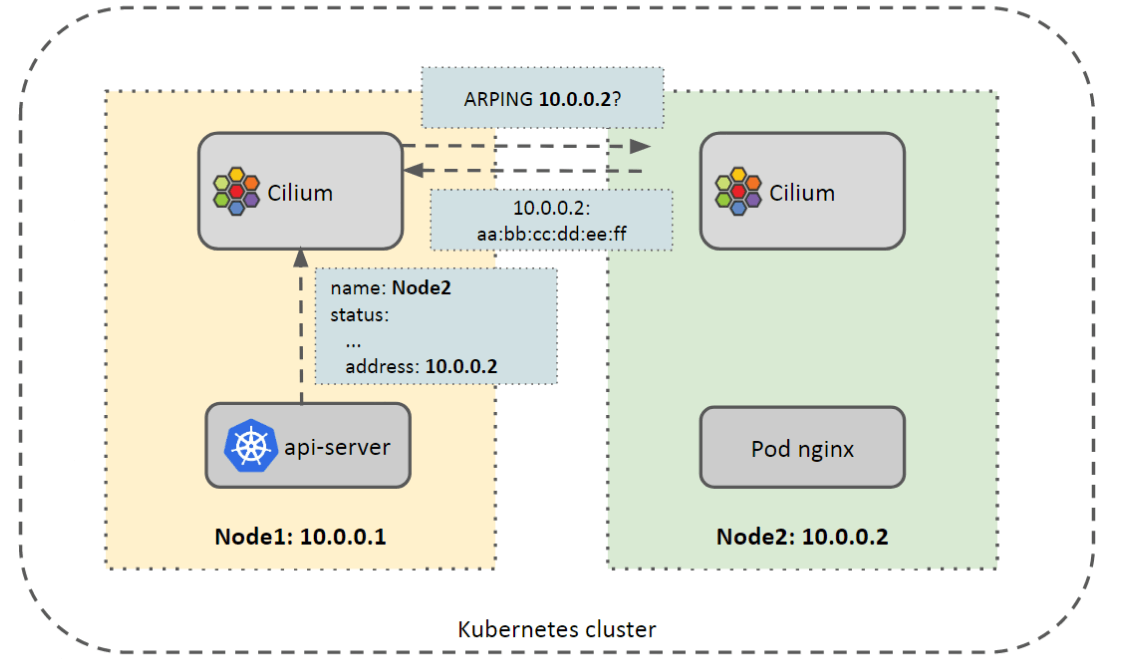 ARPING 10.0.0.2?
Cilium
Cilium
10.0.0.2:
aa:bb:cc:dd:ee:ff
name: Node2
status:
...
address: 10.0.0.2
api-server
Pod nginx
Node1: 10.0.0.1
Node2: 10.0.0.2
Kubernetes cluster